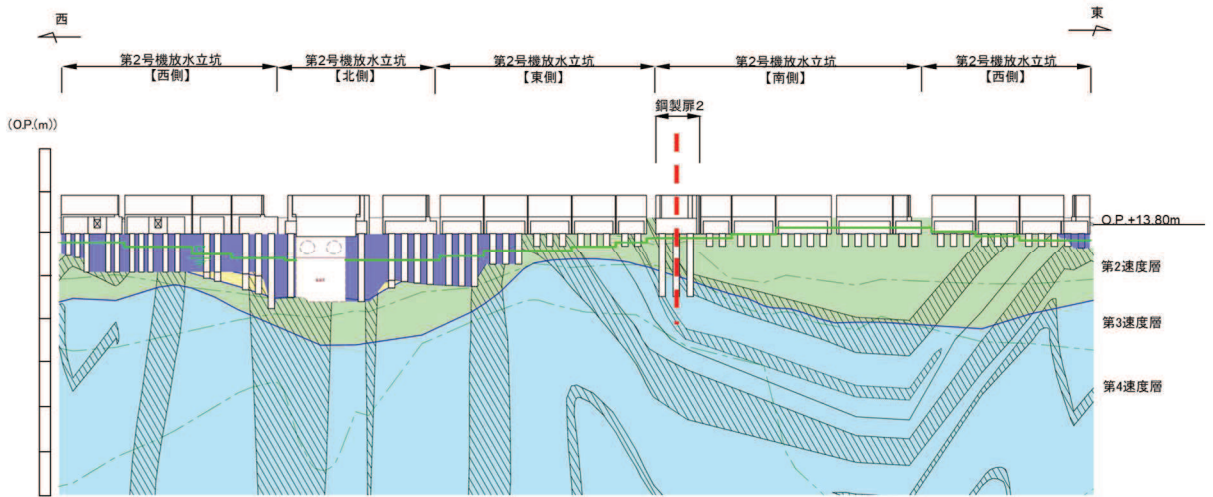 西
東
第2号機放水立坑
【西側】
第2号機放水立坑
【北側】
第2号機放水立坑
【東側】
第2号機放水立坑
【南側】
第2号機放水立坑
【西側】
鋼製扉2
(O.P.(m))
O.P.+13.80m
第2速度層
第3速度層
第4速度層